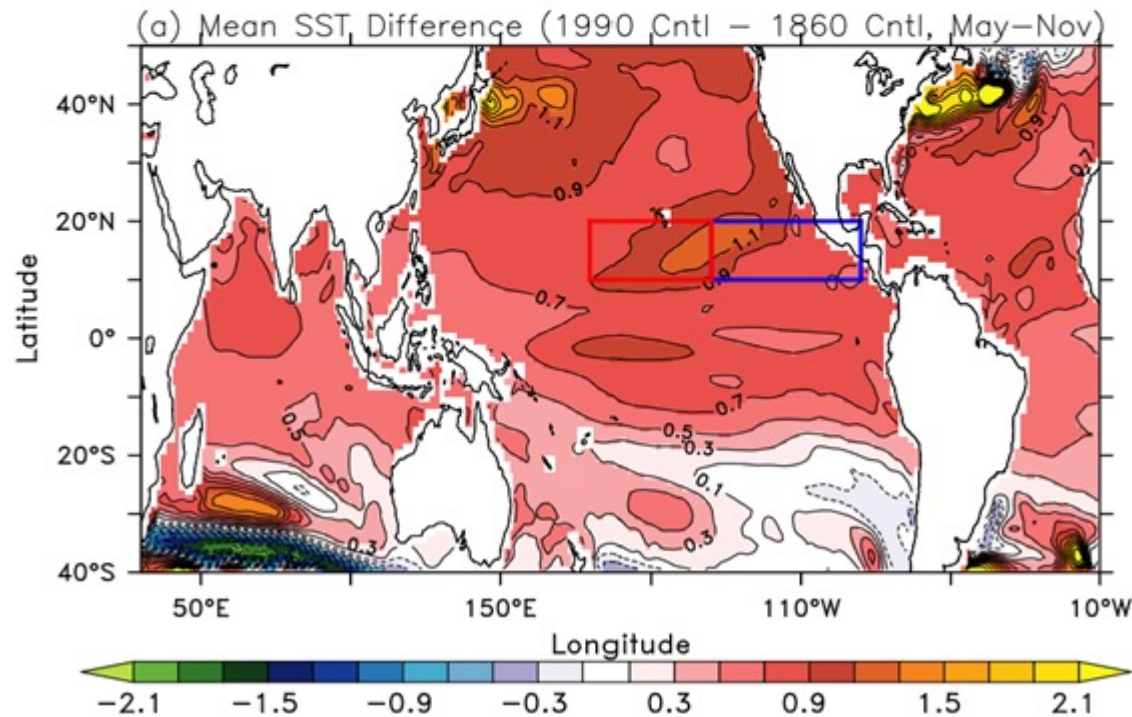 (a) Mean SST Difference (1990 Cntl − 1860 Cntl, May−Nov)
Latitude
40°N
20°N
0°
20°S
40°S
1.1
0.9
0.9
0.7
1.1
0.7
0.7
0.5
0.5
0.3
0.1
0.3
0.3
50°E 150°E 110°W 10°W
Longitude
−2.1 −1.5 −0.9 −0.3 0.3 0.9 1.5 2.1